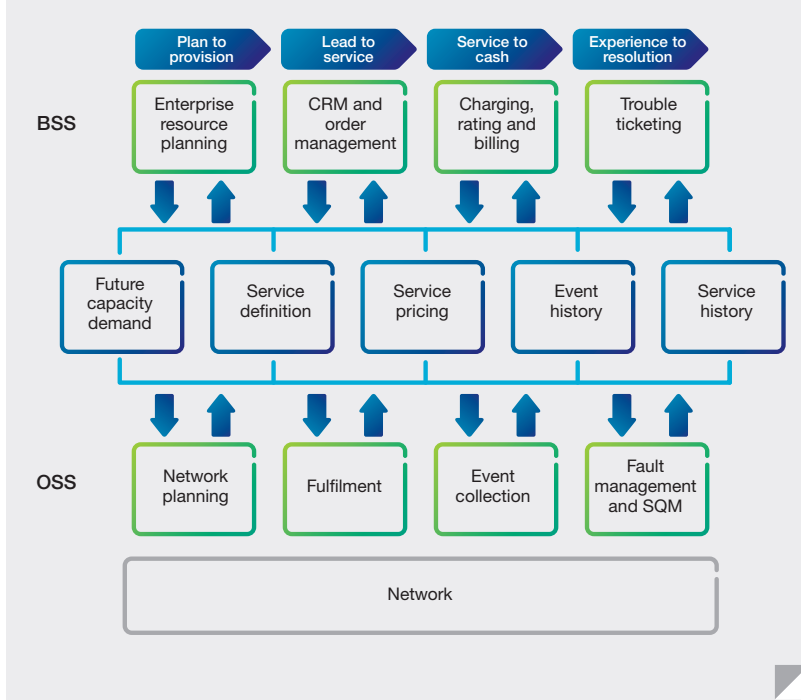 Plan to
provision
Lead to
service
Service to
cash
Experience to
resolution
BSS
Enterprise
resource
planning
CRM and
order
management
Charging,
rating and
billing
Trouble
ticketing
Future
capacity
demand
Service
definition
Service
pricing
Event
history
Service
history
OSS
Network
planning
Fulfilment
Event
collection
Fault
management
and SQM
Network